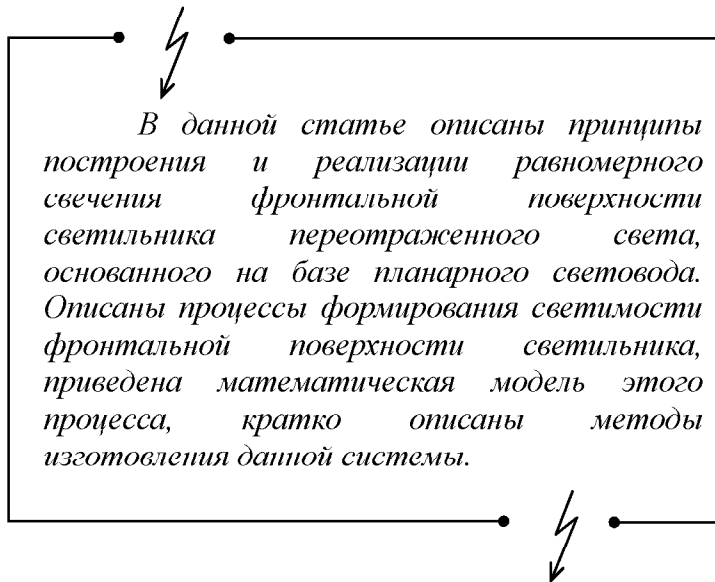 В данной статье описаны принципы
построения и реализации равномерного
свечения фронтальной поверхности
светильника переотраженного света,
основанного на базе планарного световода.
Описаны процессы формирования светимости
фронтальной поверхности светильника,
приведена математическая модель этого
процесса, кратко описаны методы
изготовления данной системы.